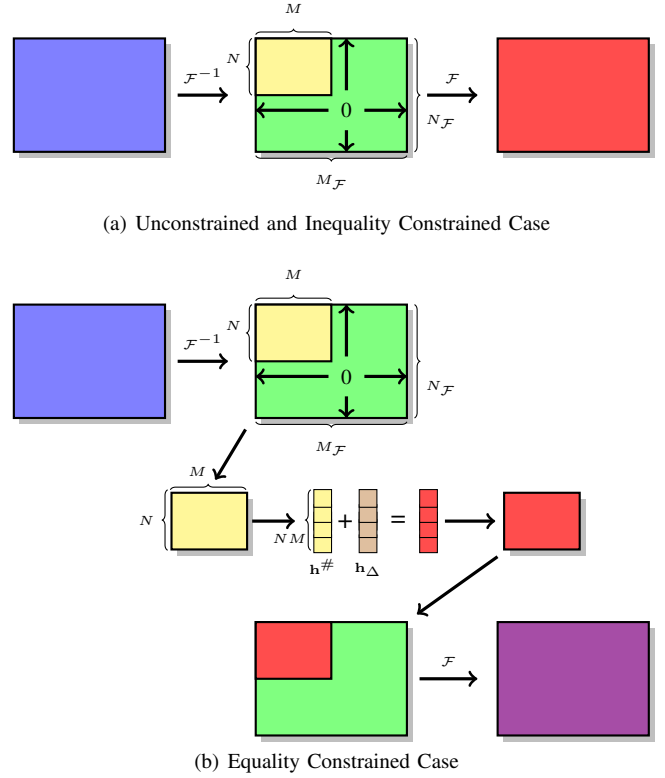 M
N
ℱ⁻¹
0
ℱ
N_ℱ
M_ℱ
(a) Unconstrained and Inequality Constrained Case
M
N
ℱ⁻¹
0
N_ℱ
M_ℱ
M
N
NM
+
=
h^#
h_Δ
ℱ
(b) Equality Constrained Case